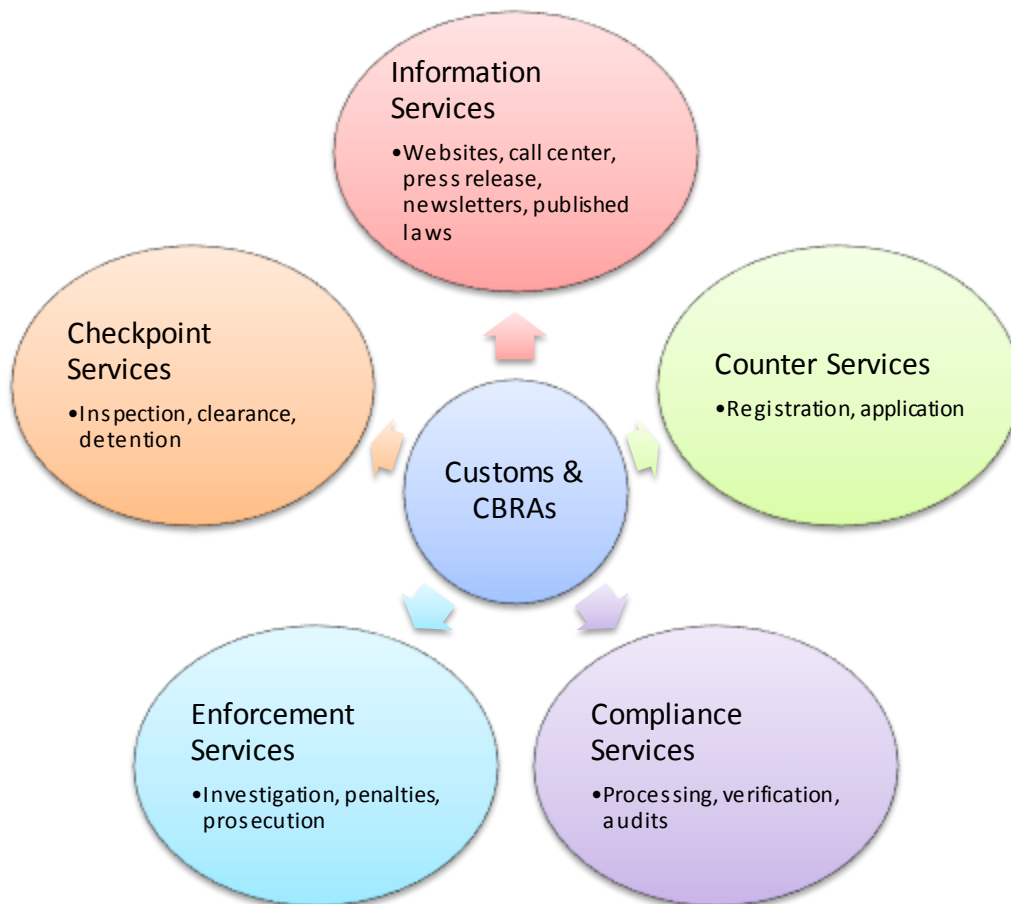 Information
Services
•Websites, call center,
press release,
newsletters, published
laws
Checkpoint
Services
•Inspection, clearance,
detention
Counter Services
•Registration, application
Customs &
CBRAs
Enforcement
Services
•Investigation, penalties,
prosecution
Compliance
Services
•Processing, verification,
audits